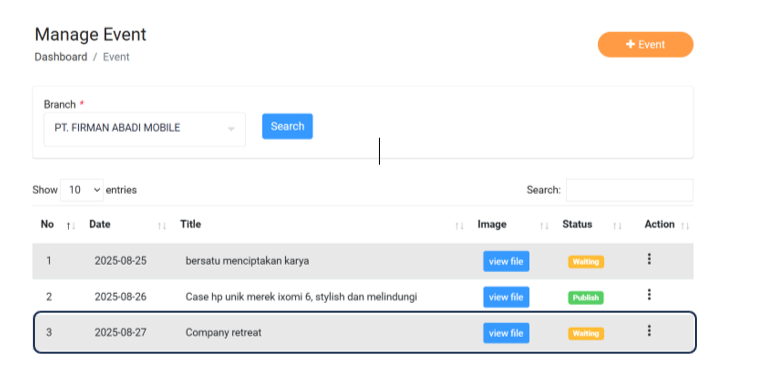 Manage Event
Dashboard / Event
+ Event
Branch *
PT. FIRMAN ABADI MOBILE
Search
Show 10 entries
Search:
No Date Title Image Status Action
1 2025-08-25 bersatu menciptakan karya view file Waiting
2 2025-08-26 Case hp unik merek ixomi 6, stylish dan melindungi view file Publish
3 2025-08-27 Company retreat view file Waiting